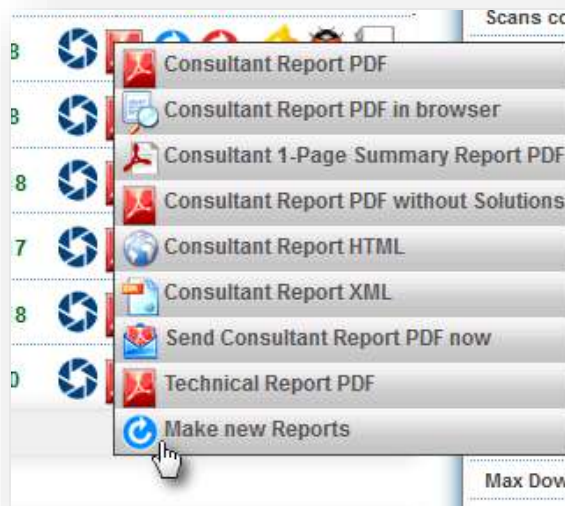 Scans co
8
Consultant Report PDF
8
Consultant Report PDF in browser
Consultant 1-Page Summary Report PDF
8
Consultant Report PDF without Solutions
7
Consultant Report HTML
Consultant Report XML
8
Send Consultant Report PDF now
0
Technical Report PDF
Make new Reports
Max Dow